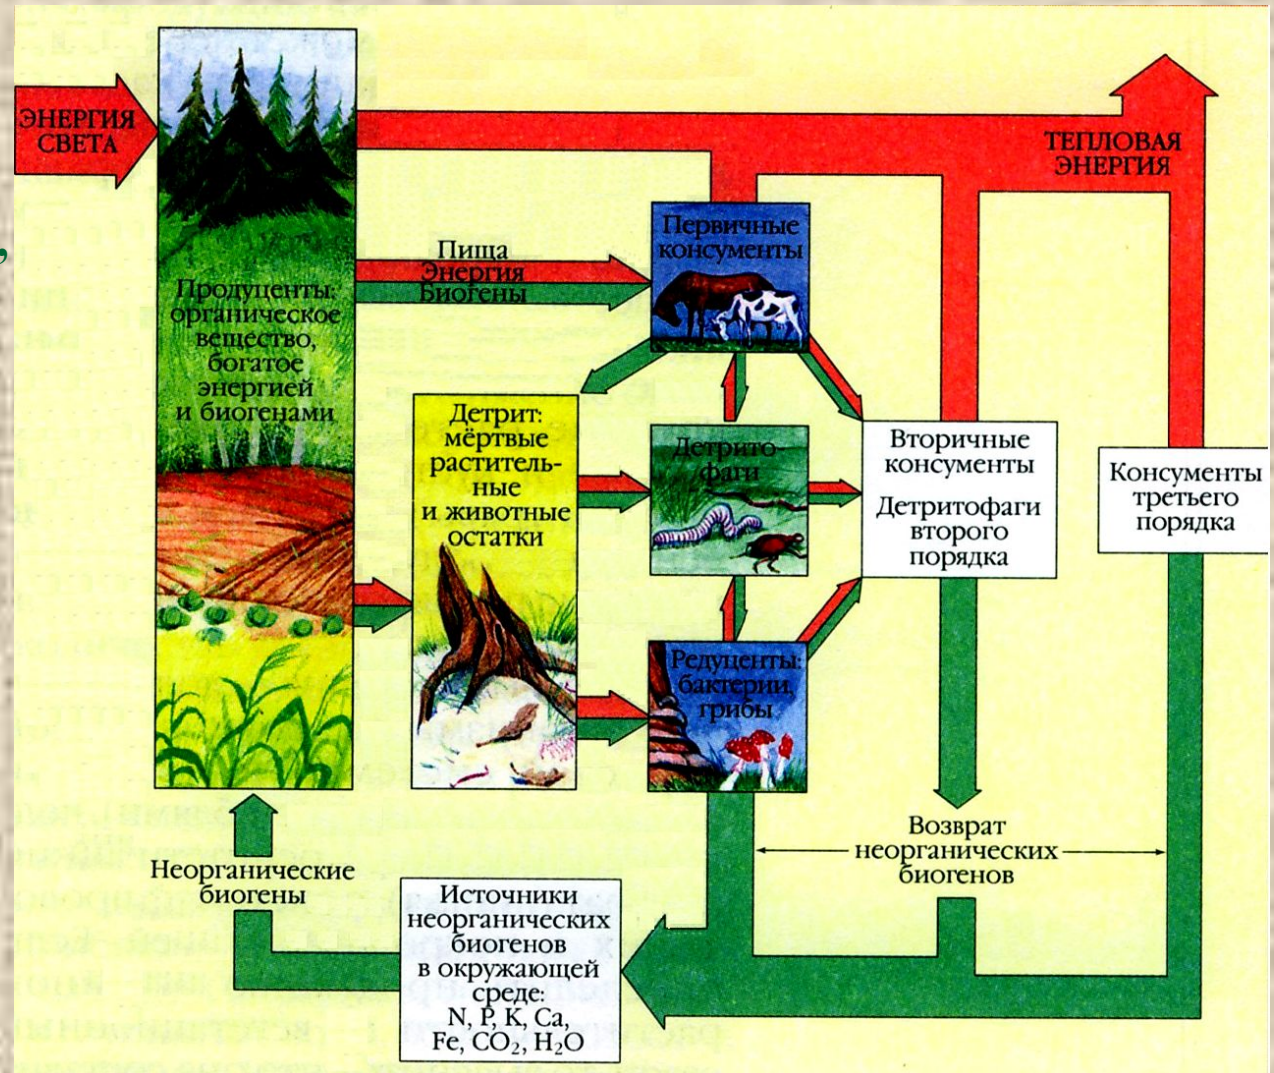 ЭНЕРГИЯ
СВЕТА
ТЕПЛОВАЯ
ЭНЕРГИЯ
Продуценты:
органическое
вещество,
богатое
энергией
и биогенами
Пища
Энергия
Биогены
Первичные
консументы
Детрит:
мёртвые
раститель-
ные
и животные
остатки
Детрито-
фаги
Вторичные
консументы
Детритофаги
второго
порядка
Консументы
третьего
порядка
Редуценты:
бактерии,
грибы
Возврат
неорганических
биогенов
Неорганические
биогены
Источники
неорганических
биогенов
в окружающей
среде:
N, P, K, Ca,
Fe, CO₂, H₂O